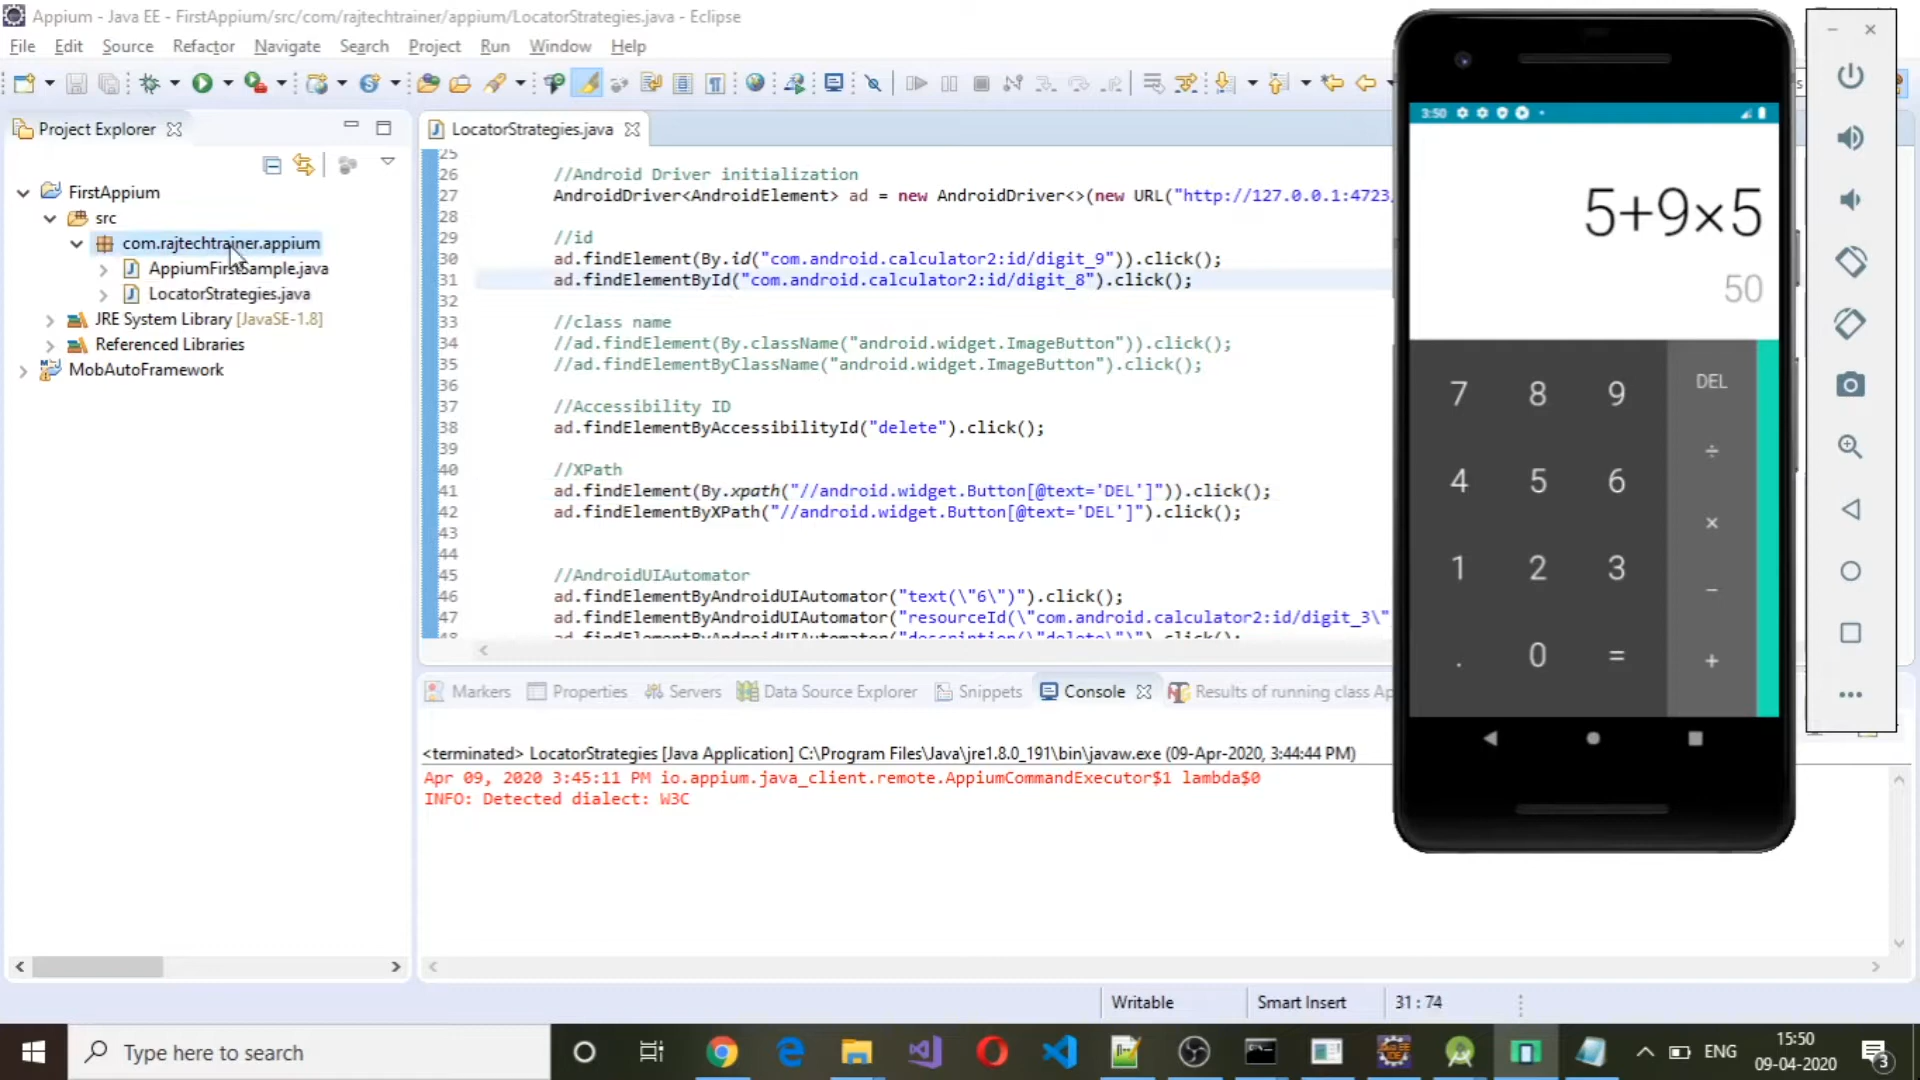 Appium - Java EE - FirstAppium/src/com/rajtechtrainer/appium/LocatorStrategies.java - Eclipse
File Edit Source Refactor Navigate Search Project Run Window Help
Project Explorer
FirstAppium
src
com.rajtechtrainer.appium
AppiumFirstSample.java
LocatorStrategies.java
JRE System Library [JavaSE-1.8]
Referenced Libraries
MobAutoFramework
LocatorStrategies.java
25
26 //Android Driver initialization
27 AndroidDriver<AndroidElement> ad = new AndroidDriver<>(new URL("http://127.0.0.1:4723/
28
29 //id
30 ad.findElement(By.id("com.android.calculator2:id/digit_9")).click();
31 ad.findElementById("com.android.calculator2:id/digit_8").click();
32
33 //class name
34 //ad.findElement(By.className("android.widget.ImageButton")).click();
35 //ad.findElementByClassName("android.widget.ImageButton").click();
36
37 //Accessibility ID
38 ad.findElementByAccessibilityId("delete").click();
39
40 //XPath
41 ad.findElement(By.xpath("//android.widget.Button[@text='DEL']")).click();
42 ad.findElementByXPath("//android.widget.Button[@text='DEL']").click();
43
44
45 //AndroidUIAutomator
46 ad.findElementByAndroidUIAutomator("text(\"6\")").click();
47 ad.findElementByAndroidUIAutomator("resourceId(\"com.android.calculator2:id/digit_3\"
48 ad.findElementByAndroidUIAutomator("description(\"delete\")").click();
Markers Properties Servers Data Source Explorer Snippets Console Results of running class Ap
<terminated> LocatorStrategies [Java Application] C:\Program Files\Java\jre1.8.0_191\bin\javaw.exe (09-Apr-2020, 3:44:44 PM)
Apr 09, 2020 3:45:11 PM io.appium.java_client.remote.AppiumCommandExecutor$1 lambda$0
INFO: Detected dialect: W3C
Writable Smart Insert 31 : 74
3:50
5+9×5
50
7 8 9 DEL
÷
4 5 6
×
1 2 3
−
. 0 = +
Type here to search
ENG
15:50
09-04-2020
3